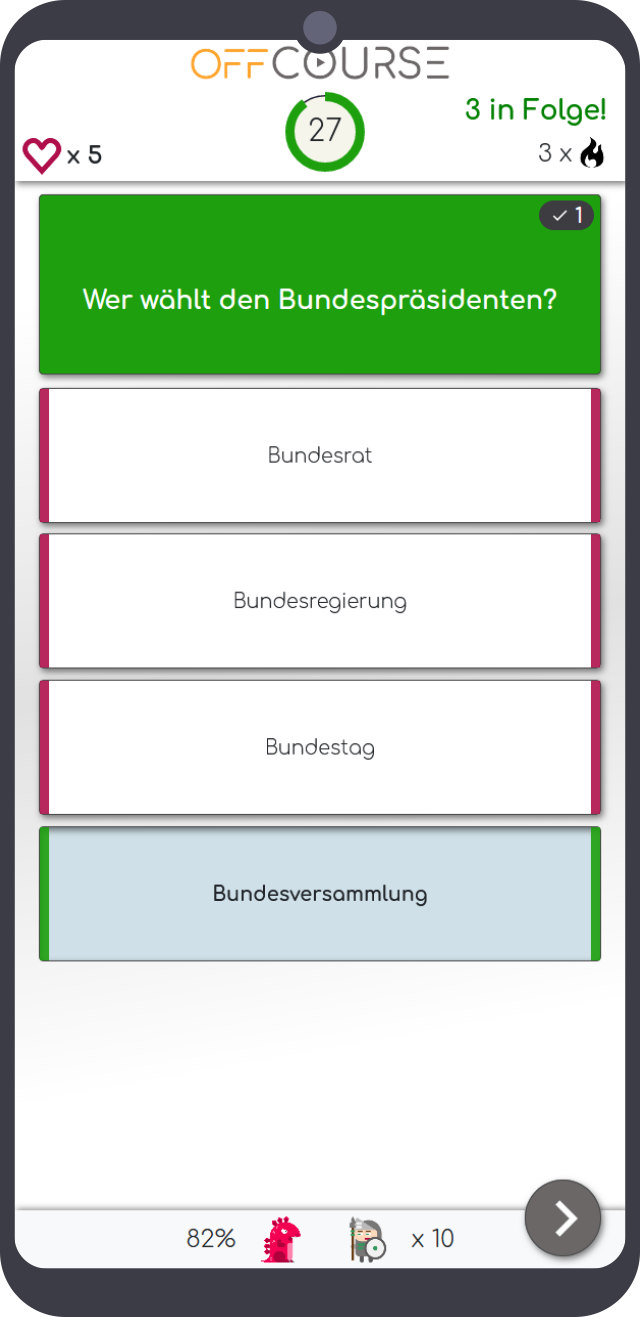 OFFCOURSE
27
3 in Folge!
x 5
3 x
1
Wer wählt den Bundespräsidenten?
Bundesrat
Bundesregierung
Bundestag
Bundesversammlung
82%
x 10